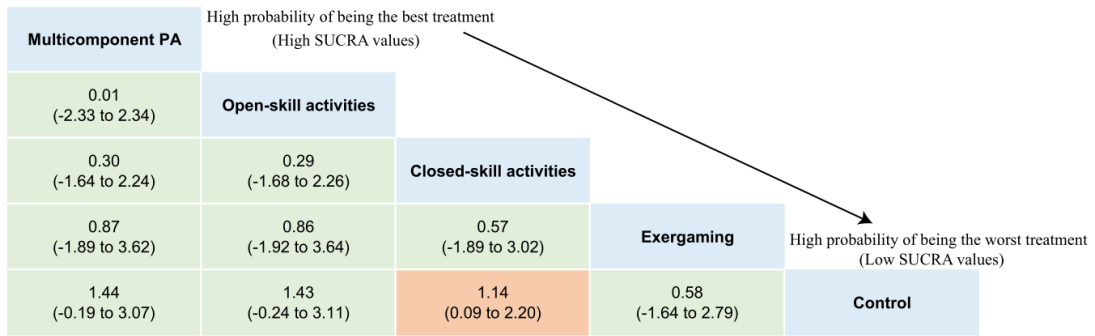 High probability of being the best treatment
(High SUCRA values)
Multicomponent PA
0.01
(-2.33 to 2.34)
Open-skill activities
0.30
(-1.64 to 2.24)
0.29
(-1.68 to 2.26)
Closed-skill activities
0.87
(-1.89 to 3.62)
0.86
(-1.92 to 3.64)
0.57
(-1.89 to 3.02)
Exergaming
High probability of being the worst treatment
(Low SUCRA values)
1.44
(-0.19 to 3.07)
1.43
(-0.24 to 3.11)
1.14
(0.09 to 2.20)
0.58
(-1.64 to 2.79)
Control